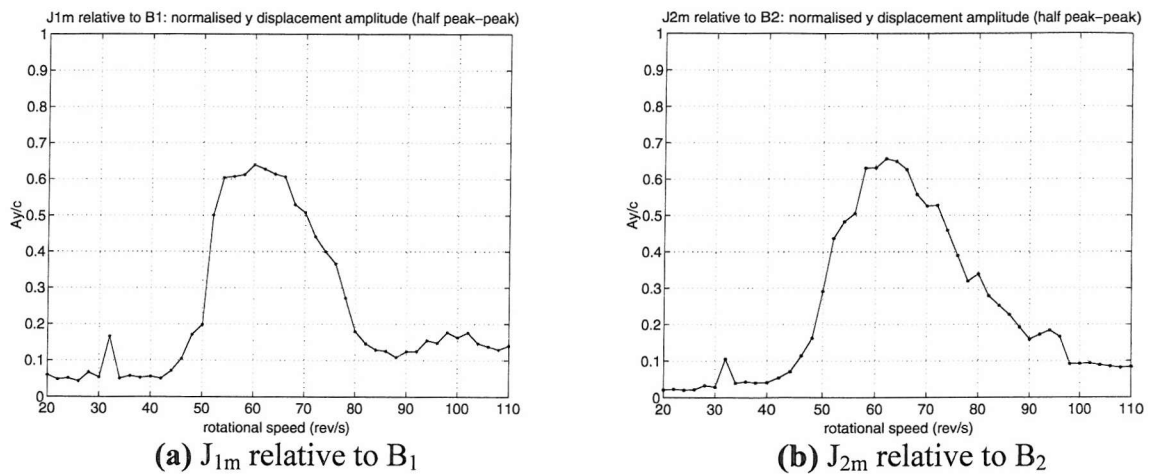 J1m relative to B1: normalised y displacement amplitude (half peak–peak)
1
0.9
0.8
0.7
0.6
0.5
0.4
0.3
0.2
0.1
0
Ay/c
20 30 40 50 60 70 80 90 100 110
rotational speed (rev/s)
(a) J1m relative to B1
J2m relative to B2: normalised y displacement amplitude (half peak–peak)
1
0.9
0.8
0.7
0.6
0.5
0.4
0.3
0.2
0.1
0
Ay/c
20 30 40 50 60 70 80 90 100 110
rotational speed (rev/s)
(b) J2m relative to B2